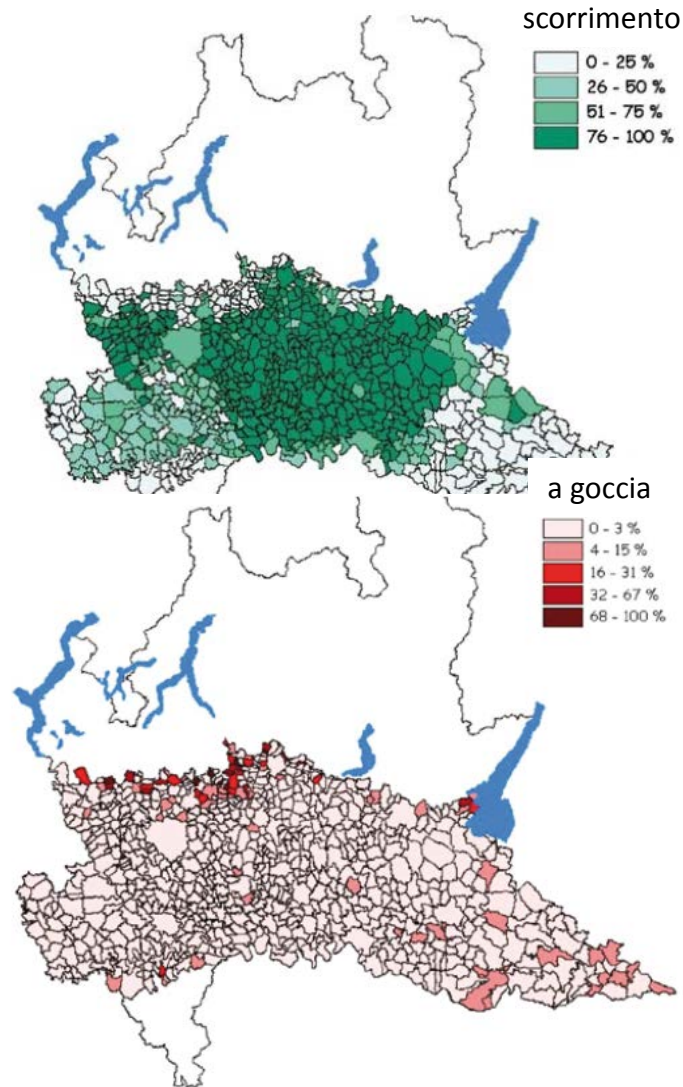 scorrimento
0 - 25 %
26 - 50 %
51 - 75 %
76 - 100 %
a goccia
0 - 3 %
4 - 15 %
16 - 31 %
32 - 67 %
68 - 100 %